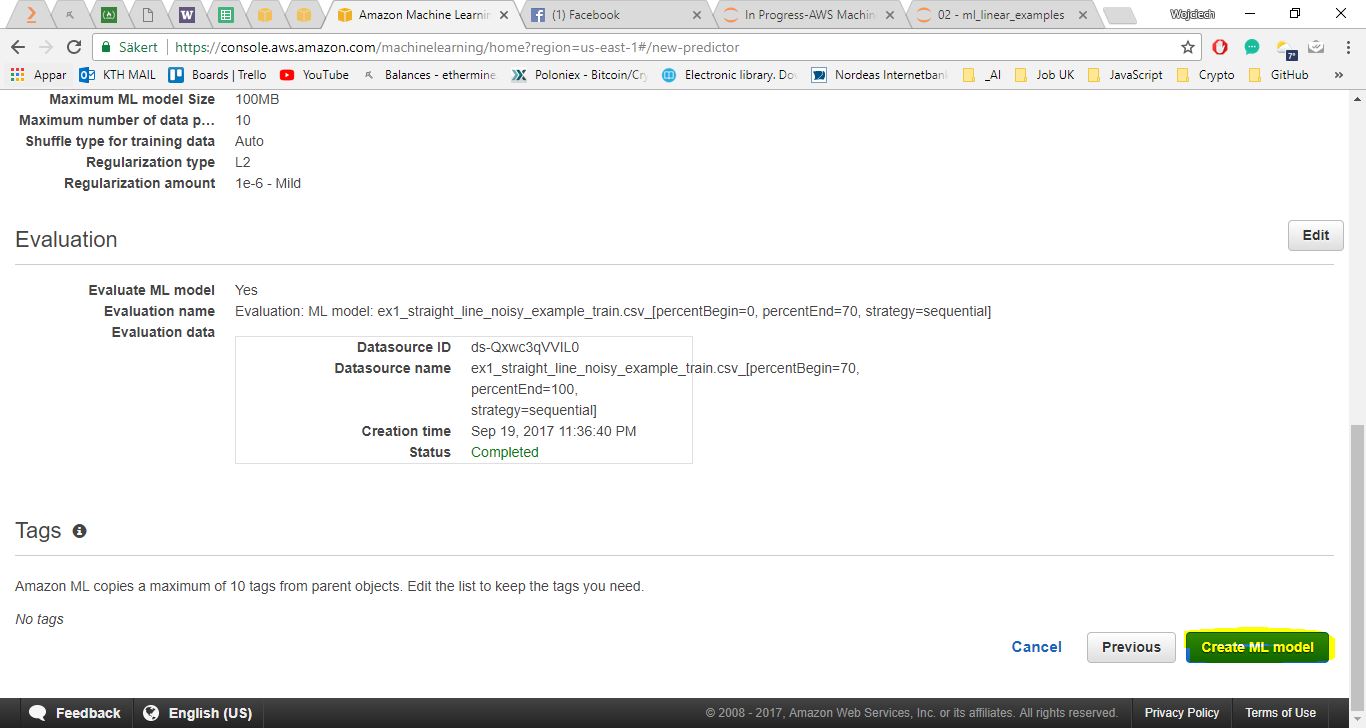 Amazon Machine Learnin
(1) Facebook
In Progress-AWS Machin
02 - ml_linear_examples
Wojciech
Säkert
https://console.aws.amazon.com/machinelearning/home?region=us-east-1#/new-predictor
Appar
KTH MAIL
Boards | Trello
YouTube
Balances - ethermine
Poloniex - Bitcoin/Cry
Electronic library. Do
Nordeas Internetban
_AI
Job UK
JavaScript
Crypto
GitHub
»
Maximum ML model Size 100MB
Maximum number of data p... 10
Shuffle type for training data Auto
Regularization type L2
Regularization amount 1e-6 - Mild
Evaluation
Edit
Evaluate ML model Yes
Evaluation name Evaluation: ML model: ex1_straight_line_noisy_example_train.csv_[percentBegin=0, percentEnd=70, strategy=sequential]
Evaluation data
Datasource ID ds-Qxwc3qVVIL0
Datasource name ex1_straight_line_noisy_example_train.csv_[percentBegin=70,
percentEnd=100,
strategy=sequential]
Creation time Sep 19, 2017 11:36:40 PM
Status Completed
Tags
Amazon ML copies a maximum of 10 tags from parent objects. Edit the list to keep the tags you need.
No tags
Cancel
Previous
Create ML model
Feedback
English (US)
© 2008 - 2017, Amazon Web Services, Inc. or its affiliates. All rights reserved.
Privacy Policy
Terms of Use